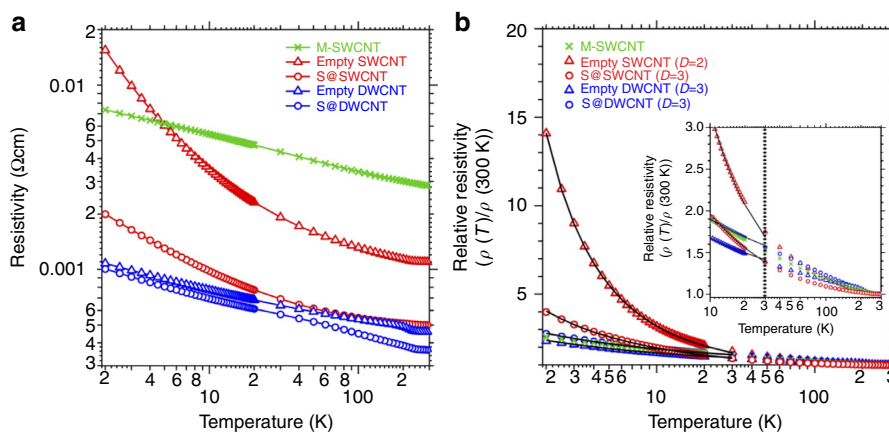 a
2
0.01
6
5
4
3
2
0.001
6
5
4
3
Resistivity (Ωcm)
M-SWCNT
Empty SWCNT
S@SWCNT
Empty DWCNT
S@DWCNT
2 4 6 8 10 2 4 6 8 100 2
Temperature (K)
b
20
15
10
5
Relative resistivity
(ρ (T)/ρ (300 K))
M-SWCNT
Empty SWCNT (D=2)
S@SWCNT (D=3)
Empty DWCNT (D=3)
S@DWCNT (D=3)
3.0
2.5
2.0
1.5
1.0
Relative resistivity
(ρ (T)/ρ (300 K))
10 2 3 4 5 6 100 2 3
Temperature (K)
2 3 4 5 6 10 2 3 4 5 6 100 2 3
Temperature (K)